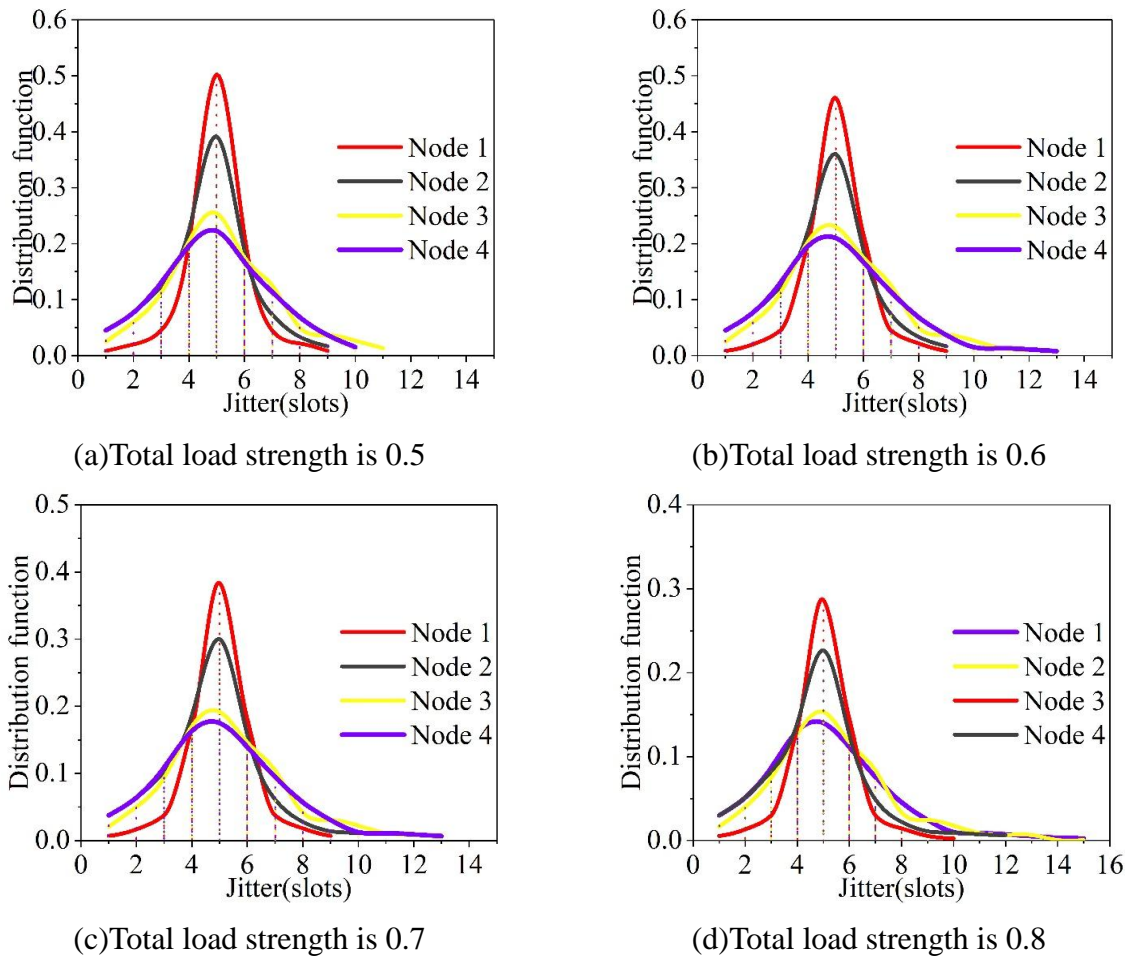 0.6
0.5
0.4
0.3
0.2
0.1
0.0
Distribution function
Node 1
Node 2
Node 3
Node 4
0 2 4 6 8 10 12 14
Jitter(slots)
(a)Total load strength is 0.5
0.6
0.5
0.4
0.3
0.2
0.1
0.0
Distribution function
Node 1
Node 2
Node 3
Node 4
0 2 4 6 8 10 12 14
Jitter(slots)
(b)Total load strength is 0.6
0.5
0.4
0.3
0.2
0.1
0.0
Distribution function
Node 1
Node 2
Node 3
Node 4
0 2 4 6 8 10 12 14
Jitter(slots)
(c)Total load strength is 0.7
0.4
0.3
0.2
0.1
0.0
Distribution function
Node 1
Node 2
Node 3
Node 4
0 2 4 6 8 10 12 14 16
Jitter(slots)
(d)Total load strength is 0.8